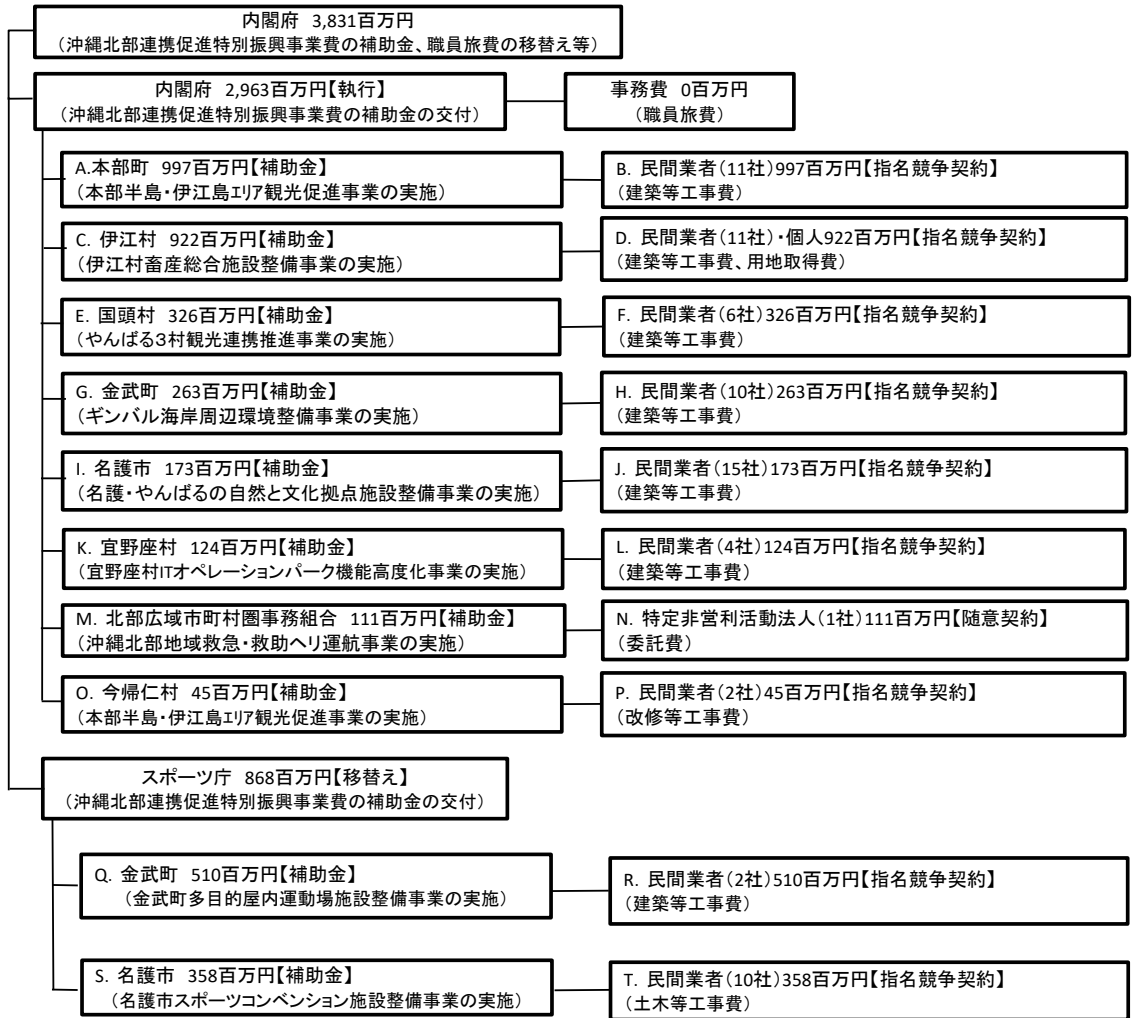 内閣府 3,831百万円
（沖縄北部連携促進特別振興事業費の補助金、職員旅費の移替え等）
内閣府 2,963百万円【執行】
（沖縄北部連携促進特別振興事業費の補助金の交付）
事務費 0百万円
（職員旅費）
A.本部町 997百万円【補助金】
（本部半島・伊江島エリア観光促進事業の実施）
B. 民間業者（11社）997百万円【指名競争契約】
（建築等工事費）
C. 伊江村 922百万円【補助金】
（伊江村畜産総合施設整備事業の実施）
D. 民間業者（11社）・個人922百万円【指名競争契約】
（建築等工事費、用地取得費）
E. 国頭村 326百万円【補助金】
（やんばる３村観光連携推進事業の実施）
F. 民間業者（6社）326百万円【指名競争契約】
（建築等工事費）
G. 金武町 263百万円【補助金】
（ギンバル海岸周辺環境整備事業の実施）
H. 民間業者（10社）263百万円【指名競争契約】
（建築等工事費）
I. 名護市 173百万円【補助金】
（名護・やんばるの自然と文化拠点施設整備事業の実施）
J. 民間業者（15社）173百万円【指名競争契約】
（建築等工事費）
K. 宜野座村 124百万円【補助金】
（宜野座村ITオペレーションパーク機能高度化事業の実施）
L. 民間業者（4社）124百万円【指名競争契約】
（建築等工事費）
M. 北部広域市町村圏事務組合 111百万円【補助金】
（沖縄北部地域救急・救助ヘリ運航事業の実施）
N. 特定非営利活動法人（1社）111百万円【随意契約】
（委託費）
O. 今帰仁村 45百万円【補助金】
（本部半島・伊江島エリア観光促進事業の実施）
P. 民間業者（2社）45百万円【指名競争契約】
（改修等工事費）
スポーツ庁 868百万円【移替え】
（沖縄北部連携促進特別振興事業費の補助金の交付）
Q. 金武町 510百万円【補助金】
（金武町多目的屋内運動場施設整備事業の実施）
R. 民間業者（2社）510百万円【指名競争契約】
（建築等工事費）
S. 名護市 358百万円【補助金】
（名護市スポーツコンベンション施設整備事業の実施）
T. 民間業者（10社）358百万円【指名競争契約】
（土木等工事費）